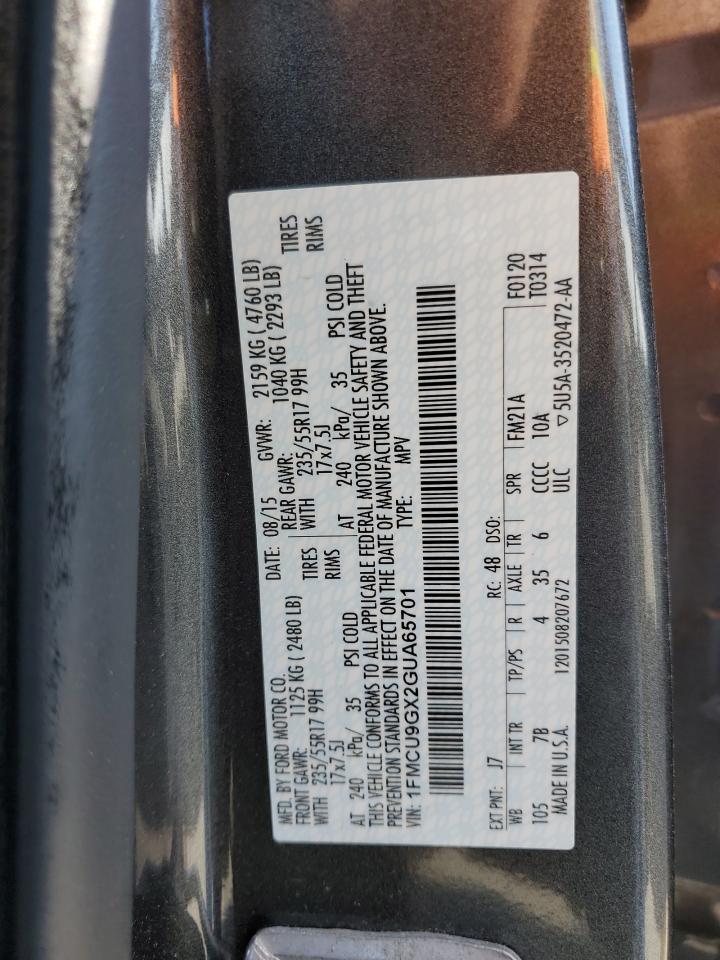 MFD. BY FORD MOTOR CO. DATE: 08/15 GVWR: 2159 KG ( 4760 LB)
FRONT GAWR: 1125 KG ( 2480 LB) REAR GAWR: 1040 KG ( 2293 LB)
WITH 235/55R17 99H TIRES WITH 235/55R17 99H TIRES
17x7.5J RIMS 17x7.5J RIMS
AT 240 kPa/ 35 PSI COLD AT 240 kPa/ 35 PSI COLD
THIS VEHICLE CONFORMS TO ALL APPLICABLE FEDERAL MOTOR VEHICLE SAFETY AND THEFT
PREVENTION STANDARDS IN EFFECT ON THE DATE OF MANUFACTURE SHOWN ABOVE.
VIN: 1FMCU9GX2GUA65701 TYPE: MPV
EXT PNT: J7 RC: 48 DSO:
WB INT TR TP/PS R AXLE TR SPR FM21A F0120
105 7B 4 35 6 CCCC 10A T0314
MADE IN U.S.A. 1201508207672 ULC ▽5U5A-3520472-AA